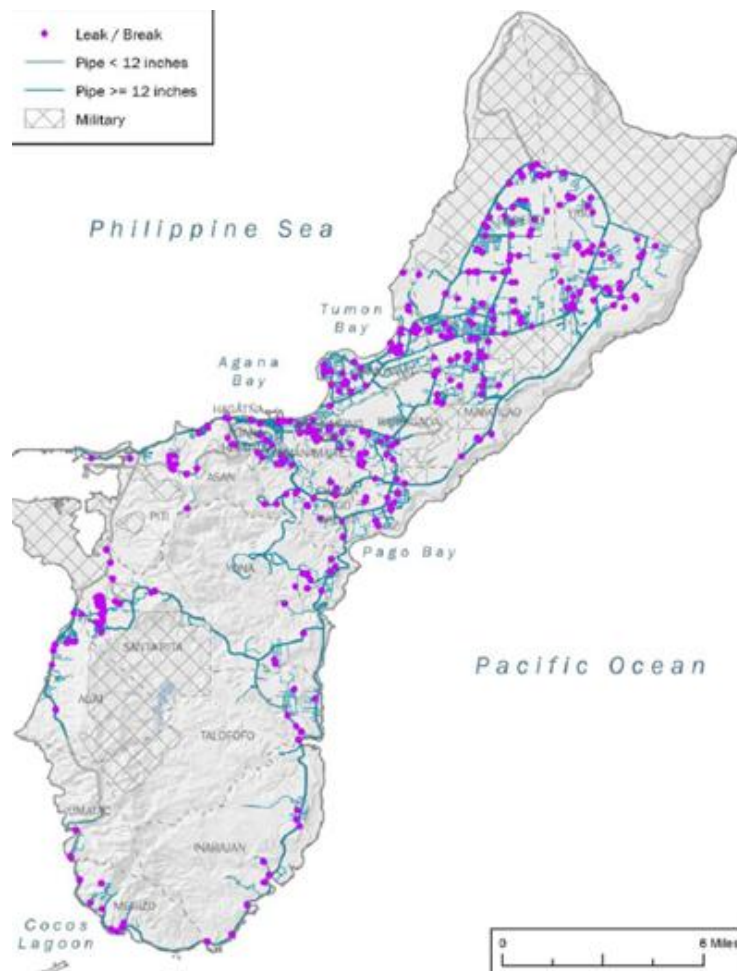 Leak / Break
Pipe < 12 inches
Pipe >= 12 inches
Military
Philippine Sea
Tumon
Bay
Agana
Bay
HAGATNA
ASAN
PITI
Pago Bay
YONA
SANTA RITA
Pacific Ocean
AGAT
TALOFOFO
UMATAC
INARAJAN
MERIZO
Cocos
Lagoon
0
6 Miles